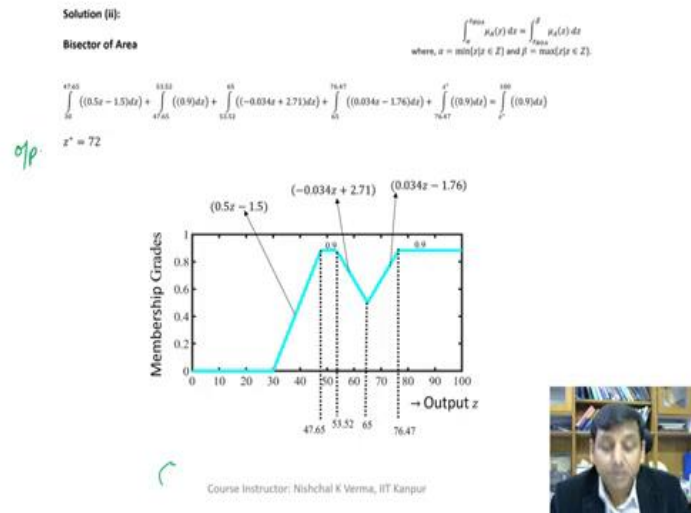 Solution (ii):
Bisector of Area
∫_α^{z_BOA} μ_A(z) dz = ∫_{z_BOA}^β μ_A(z) dz
where, α = min{z|z ∈ Z} and β = max{z|z ∈ Z}.
∫_{30}^{47.65} ((0.5z − 1.5)dz) + ∫_{47.65}^{53.52} ((0.9)dz) + ∫_{53.52}^{65} ((−0.034z + 2.71)dz) + ∫_{65}^{76.47} ((0.034z − 1.76)dz) + ∫_{76.47}^{z*} ((0.9)dz) = ∫_{z*}^{100} ((0.9)dz)
o/p. z* = 72
(0.5z − 1.5) (−0.034z + 2.71) (0.034z − 1.76)
Membership Grades
1
0.9 0.9
0.8
0.6
0.4
0.2
0
0 10 20 30 40 50 60 70 80 90 100
→ Output z
47.65 53.52 65 76.47
Course Instructor: Nishchal K Verma, IIT Kanpur